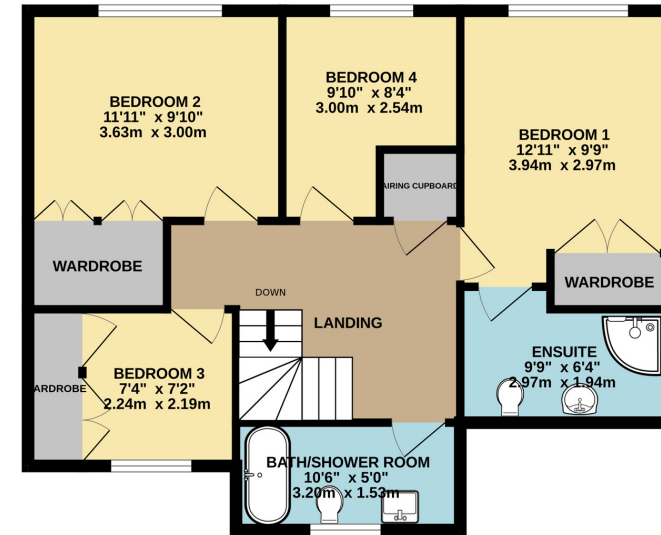 BEDROOM 2
11'11" x 9'10"
3.63m x 3.00m
BEDROOM 4
9'10" x 8'4"
3.00m x 2.54m
BEDROOM 1
12'11" x 9'9"
3.94m x 2.97m
AIRING CUPBOARD
WARDROBE
WARDROBE
DOWN
LANDING
WARDROBE
BEDROOM 3
7'4" x 7'2"
2.24m x 2.19m
ENSUITE
9'9" x 6'4"
2.97m x 1.94m
BATH/SHOWER ROOM
10'6" x 5'0"
3.20m x 1.53m